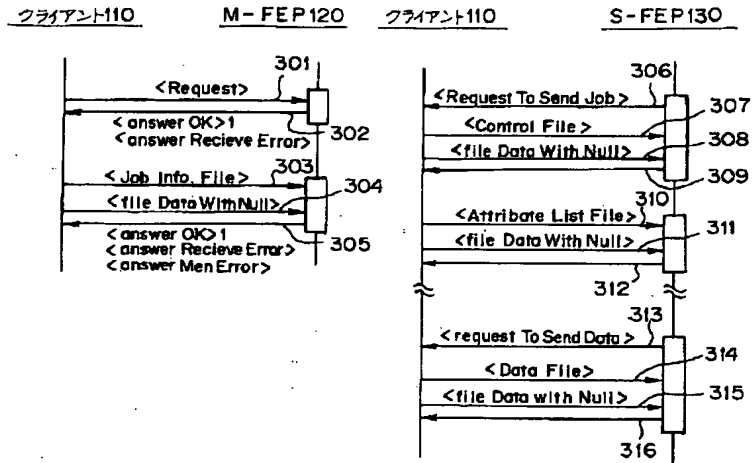 クライアント110 M-FEP120
301
<Request>
<answer OK>1
302
<answer Recieve Error>
<Job Info. File>
303
304
<file Data With Null>
<answer OK>1
305
<answer Recieve Error>
<answer Men Error>
クライアント110 S-FEP130
306
<Request To Send Job>
307
<Control File>
308
<file Data With Null>
309
310
<Attribate List File>
311
<file Data With Null>
312
313
<request To Send Data>
314
<Data File>
315
<file Data with Null>
316